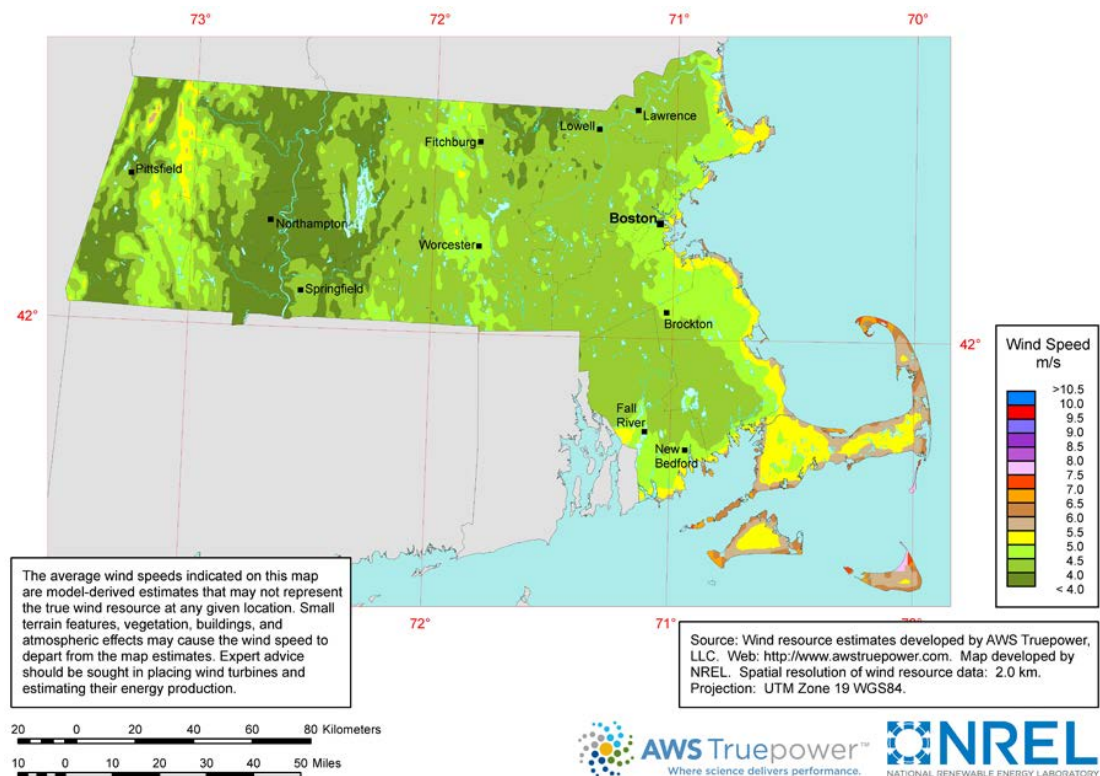 73°
72°
71°
70°
Lawrence
Lowell
Fitchburg
Pittsfield
Boston
Northampton
Worcester
Springfield
42°
Brockton
42°
Wind Speed
m/s
>10.5
10.0
9.5
9.0
8.5
8.0
7.5
7.0
6.5
6.0
5.5
5.0
4.5
4.0
< 4.0
Fall
River
New
Bedford
The average wind speeds indicated on this map
are model-derived estimates that may not represent
the true wind resource at any given location. Small
terrain features, vegetation, buildings, and
atmospheric effects may cause the wind speed to
depart from the map estimates. Expert advice
should be sought in placing wind turbines and
estimating their energy production.
72°
71°
Source: Wind resource estimates developed by AWS Truepower,
LLC. Web: http://www.awstruepower.com. Map developed by
NREL. Spatial resolution of wind resource data: 2.0 km.
Projection: UTM Zone 19 WGS84.
20 0 20 40 60 80 Kilometers
10 0 10 20 30 40 50 Miles
AWS Truepower™
Where science delivers performance.
NREL
NATIONAL RENEWABLE ENERGY LABORATORY